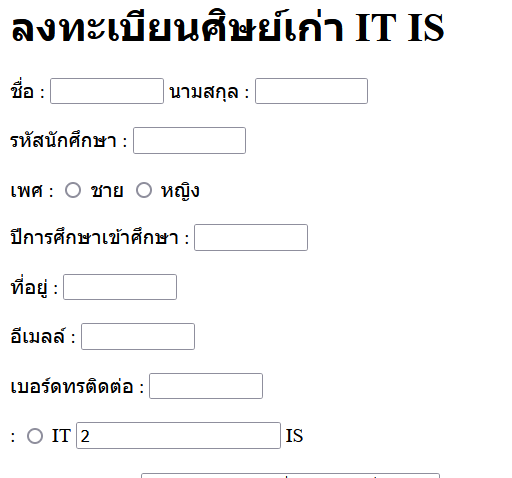 ลงทะเบียนศิษย์เก่า IT IS
ชื่อ : นามสกุล :
รหัสนักศึกษา :
เพศ : ชาย หญิง
ปีการศึกษาเข้าศึกษา :
ที่อยู่ :
อีเมลล์ :
เบอร์ดทรติดต่อ :
: IT 2 IS